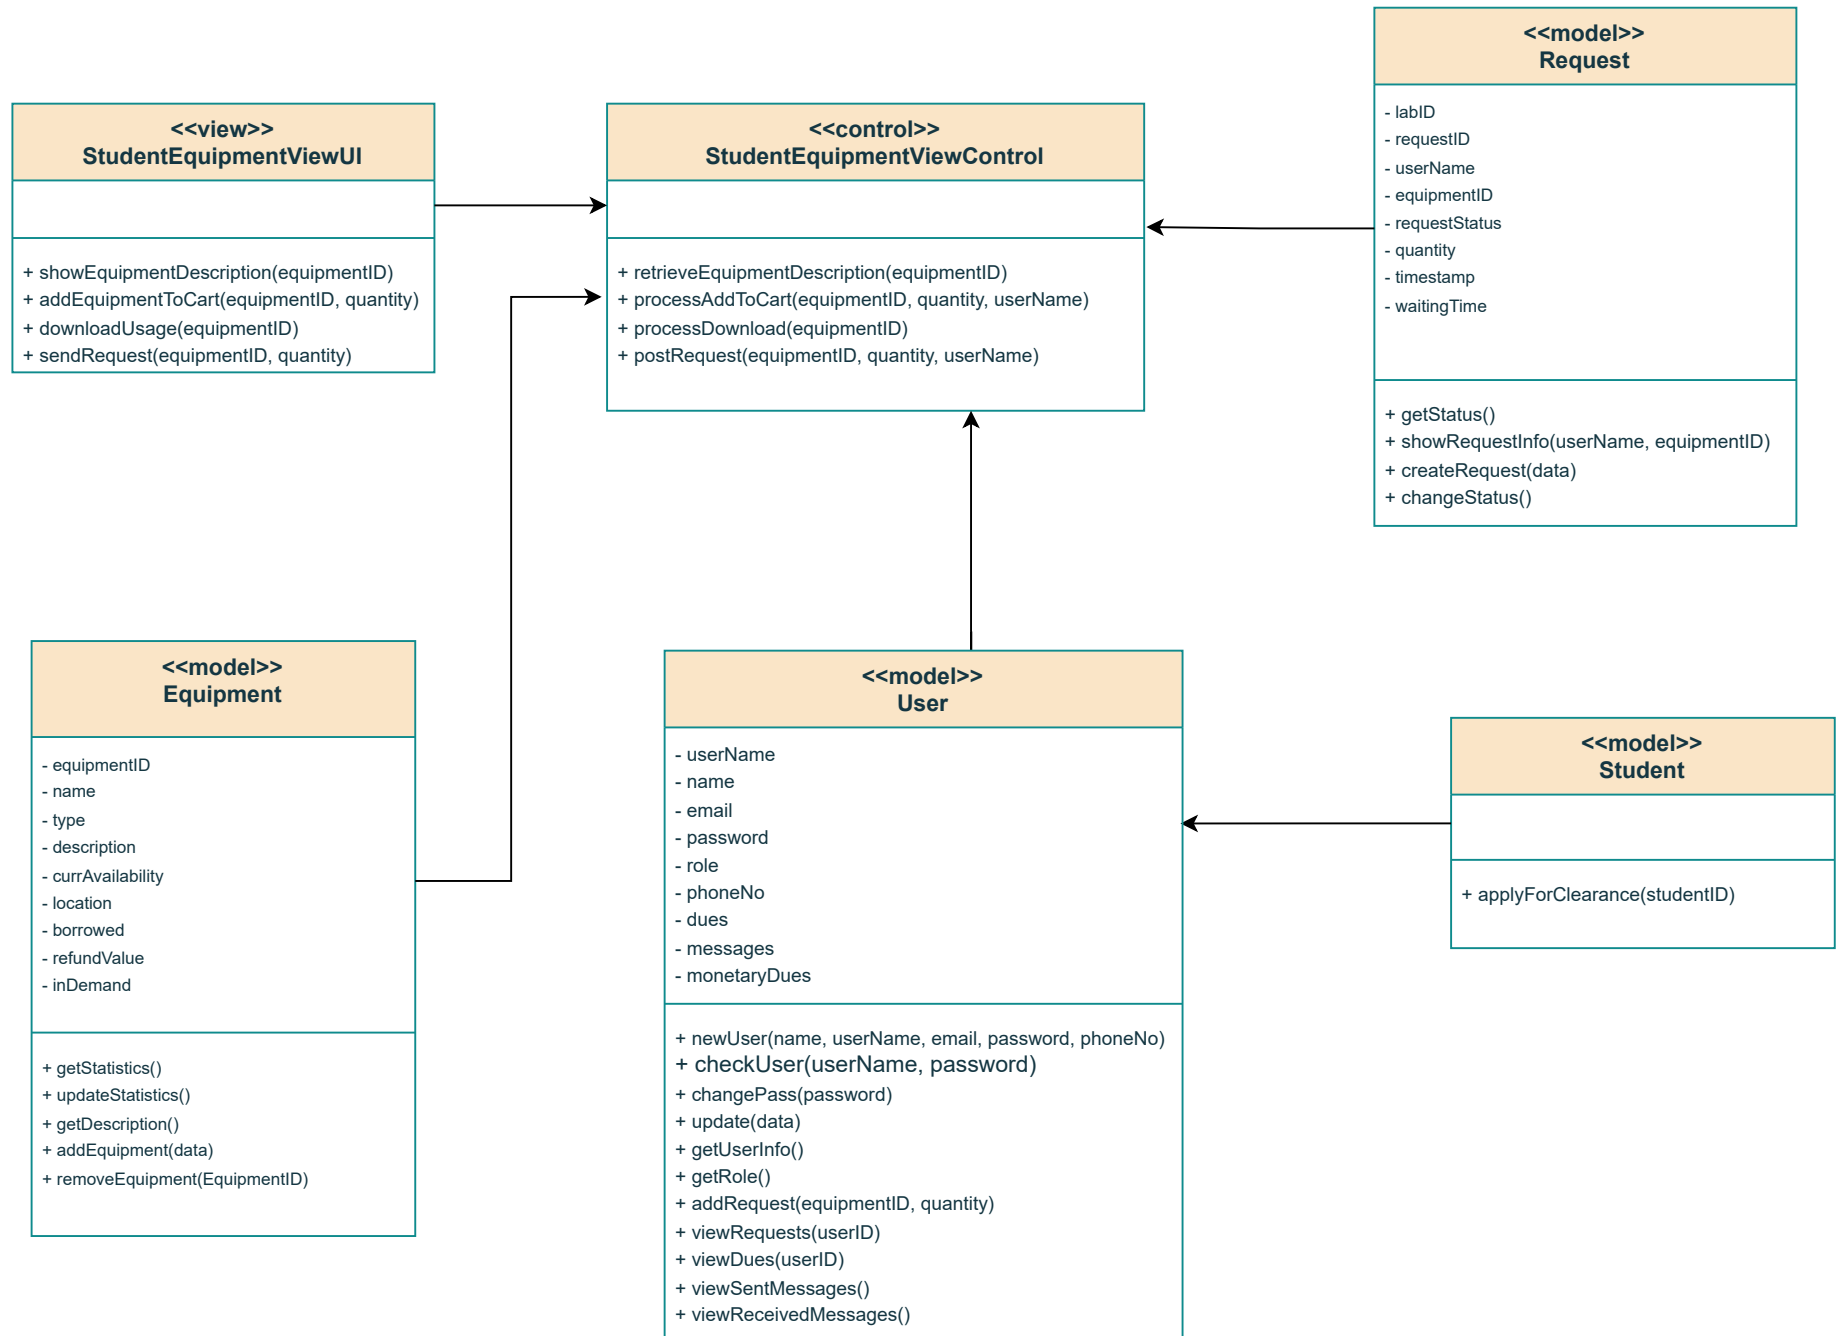 <<view>>
StudentEquipmentViewUI
+ showEquipmentDescription(equipmentID)
+ addEquipmentToCart(equipmentID, quantity)
+ downloadUsage(equipmentID)
+ sendRequest(equipmentID, quantity)
<<control>>
StudentEquipmentViewControl
+ retrieveEquipmentDescription(equipmentID)
+ processAddToCart(equipmentID, quantity, userName)
+ processDownload(equipmentID)
+ postRequest(equipmentID, quantity, userName)
<<model>>
Request
- labID
- requestID
- userName
- equipmentID
- requestStatus
- quantity
- timestamp
- waitingTime
+ getStatus()
+ showRequestInfo(userName, equipmentID)
+ createRequest(data)
+ changeStatus()
<<model>>
Equipment
- equipmentID
- name
- type
- description
- currAvailability
- location
- borrowed
- refundValue
- inDemand
+ getStatistics()
+ updateStatistics()
+ getDescription()
+ addEquipment(data)
+ removeEquipment(EquipmentID)
<<model>>
User
- userName
- name
- email
- password
- role
- phoneNo
- dues
- messages
- monetaryDues
+ newUser(name, userName, email, password, phoneNo)
+ checkUser(userName, password)
+ changePass(password)
+ update(data)
+ getUserInfo()
+ getRole()
+ addRequest(equipmentID, quantity)
+ viewRequests(userID)
+ viewDues(userID)
+ viewSentMessages()
+ viewReceivedMessages()
<<model>>
Student
+ applyForClearance(studentID)